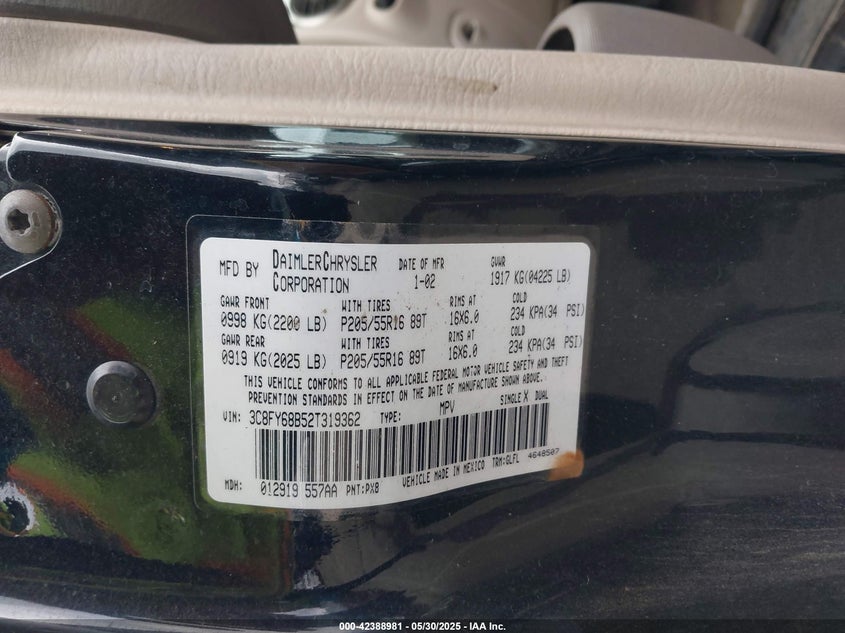 MFD BY DAIMLERCHRYSLER CORPORATION DATE OF MFR 1-02 GVWR 1917 KG(04225 LB)
GAWR FRONT WITH TIRES RIMS AT COLD
0998 KG(2200 LB) P205/55R16 89T 16X6.0 234 KPA(34 PSI)
GAWR REAR WITH TIRES RIMS AT COLD
0919 KG(2025 LB) P205/55R16 89T 16X6.0 234 KPA(34 PSI)
THIS VEHICLE CONFORMS TO ALL APPLICABLE FEDERAL MOTOR VEHICLE SAFETY AND THEFT
PREVENTION STANDARDS IN EFFECT ON THE DATE OF MANUFACTURE SHOWN ABOVE.
VIN: 3C8FY68B52T319362 TYPE: MPV SINGLE X DUAL
MDH: 012919 557AA PNT:PX8 VEHICLE MADE IN MEXICO TRM:GLFL 4648507
000-42388981 - 05/30/2025 - IAA Inc.